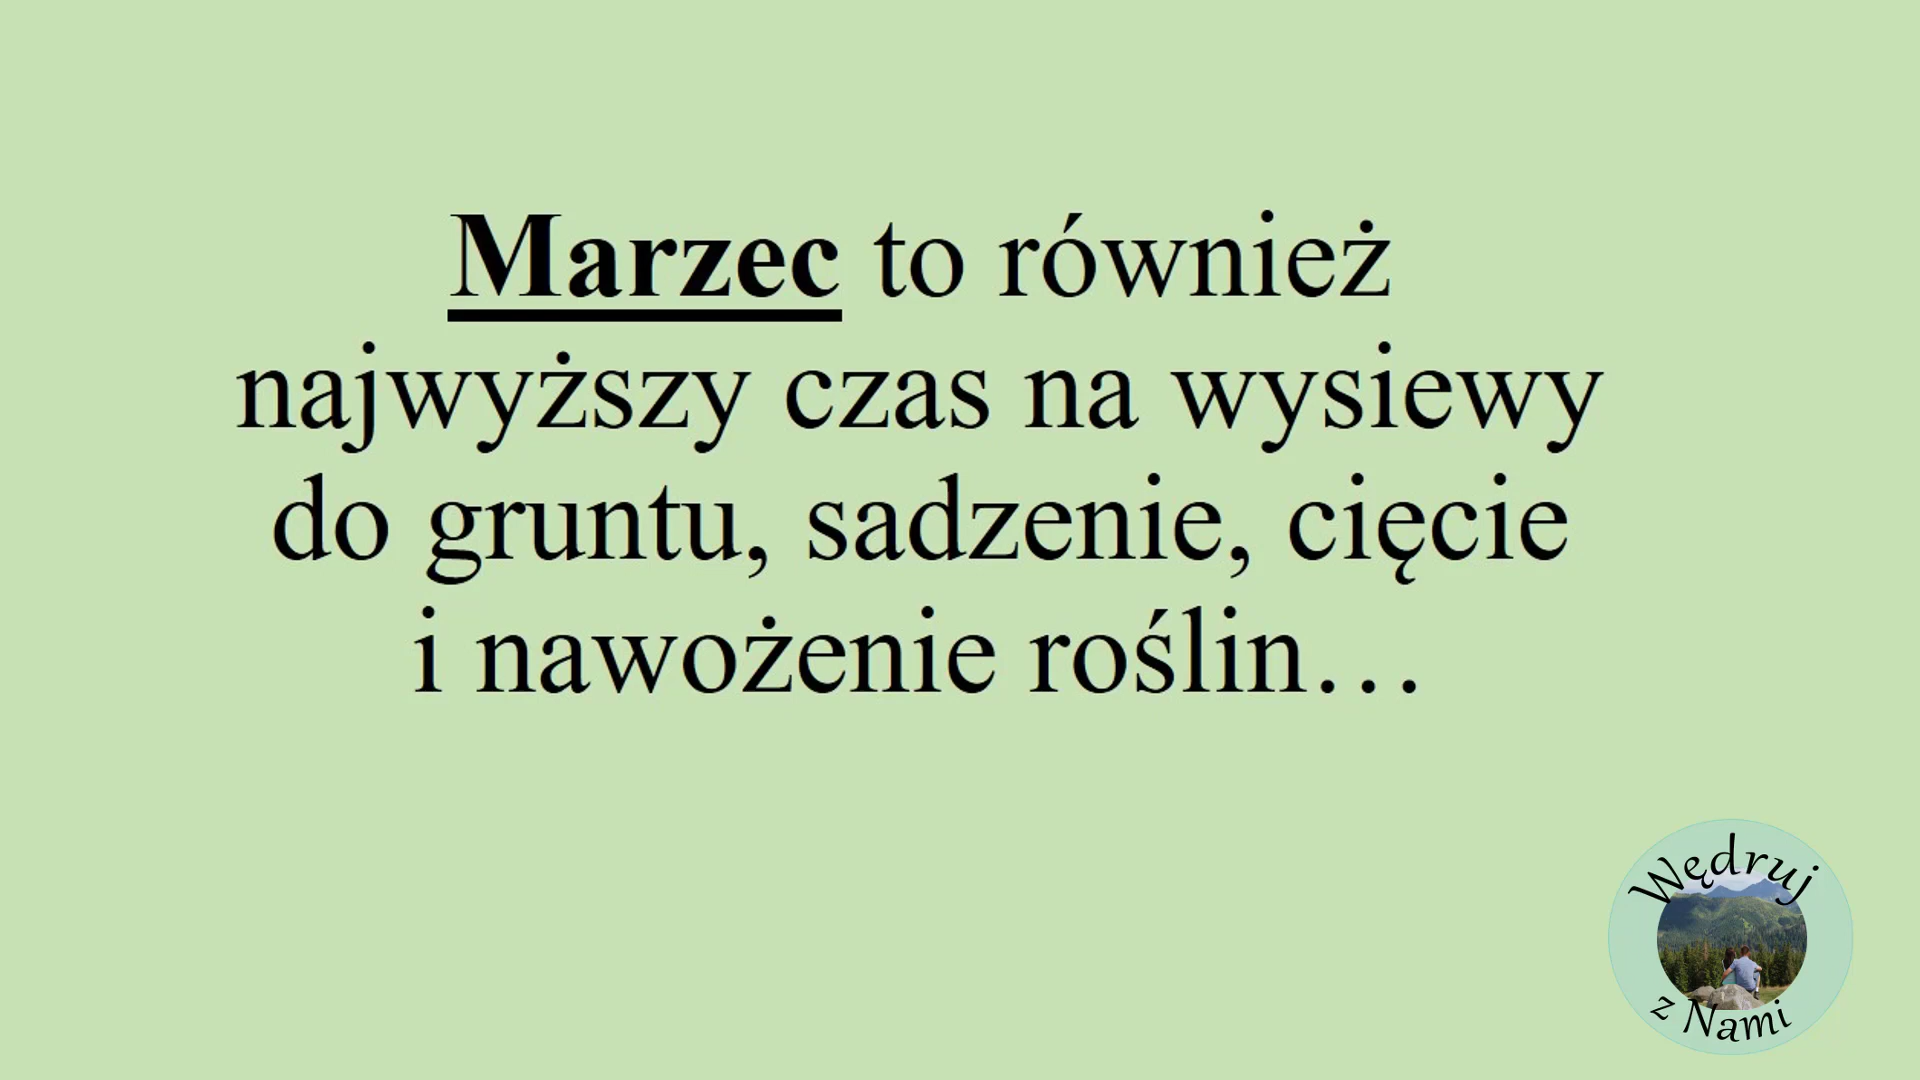 Marzec to również
najwyższy czas na wysiewy
do gruntu, sadzenie, cięcie
i nawożenie roślin…
Wędruj
z Nami